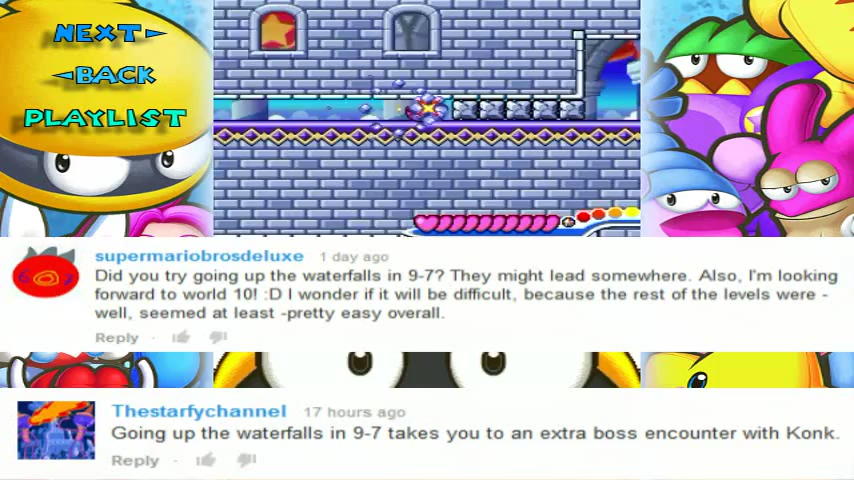 NEXT
BACK
PLAYLIST
supermariobrosdeluxe 1 day ago
Did you try going up the waterfalls in 9-7? They might lead somewhere. Also, I'm looking
forward to world 10! :D I wonder if it will be difficult, because the rest of the levels were -
well, seemed at least -pretty easy overall.
Reply ·
Thestarfychannel 17 hours ago
Going up the waterfalls in 9-7 takes you to an extra boss encounter with Konk.
Reply ·